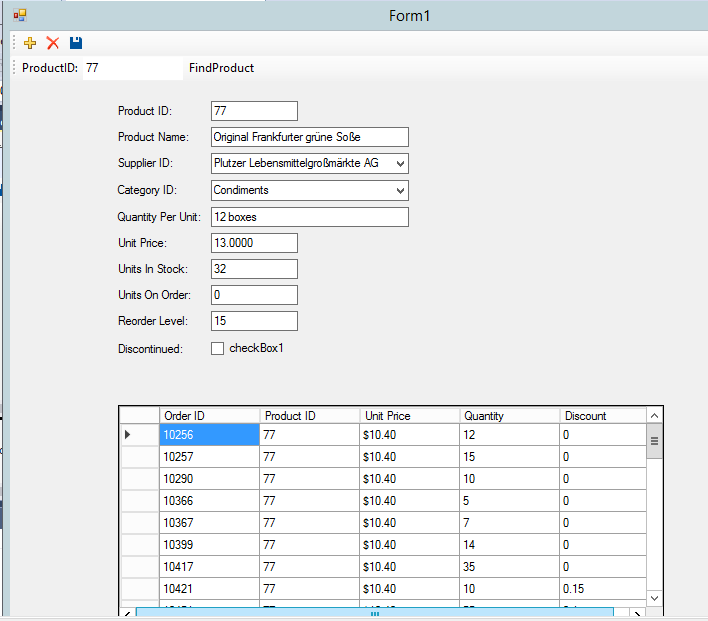 Form1
ProductID: 77 FindProduct
Product ID: 77
Product Name: Original Frankfurter grüne Soße
Supplier ID: Plutzer Lebensmittelgroßmärkte AG
Category ID: Condiments
Quantity Per Unit: 12 boxes
Unit Price: 13.0000
Units In Stock: 32
Units On Order: 0
Reorder Level: 15
Discontinued: checkBox1
Order ID Product ID Unit Price Quantity Discount
10256 77 $10.40 12 0
10257 77 $10.40 15 0
10290 77 $10.40 10 0
10366 77 $10.40 5 0
10367 77 $10.40 7 0
10399 77 $10.40 14 0
10417 77 $10.40 35 0
10421 77 $10.40 10 0.15